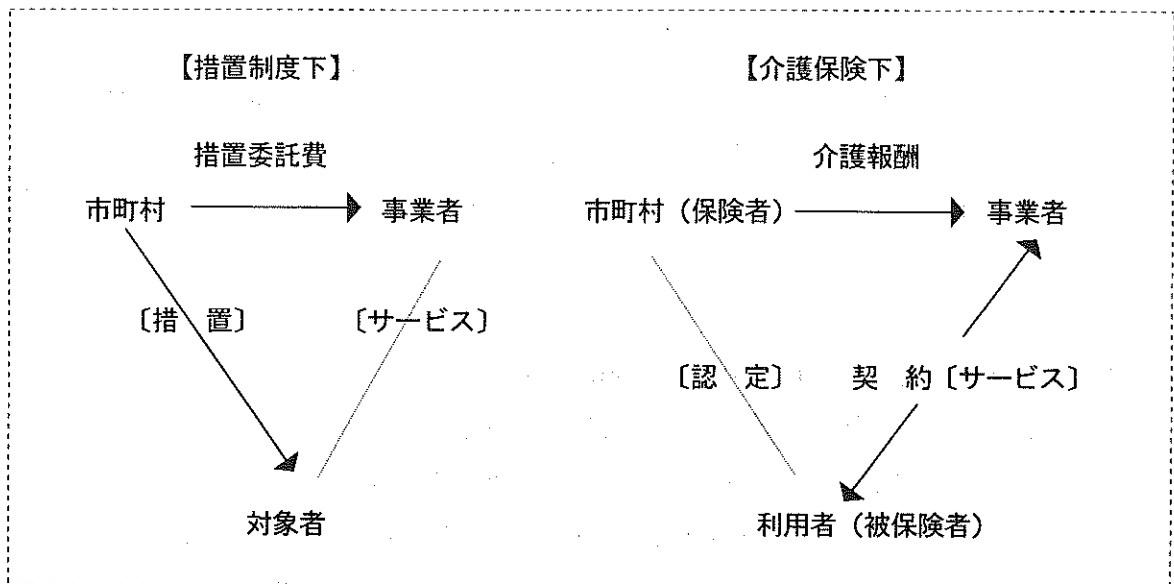 【措置制度下】
措置委託費
市町村
事業者
〔措　置〕
〔サービス〕
対象者
【介護保険下】
介護報酬
市町村（保険者）
事業者
〔認　定〕
契　約〔サービス〕
利用者（被保険者）